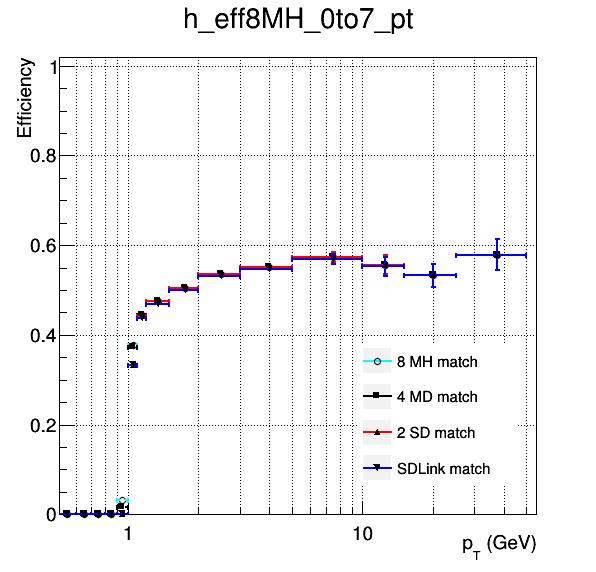 h_eff8MH_0to7_pt
Efficiency
1
0.8
0.6
0.4
0.2
0
8 MH match
4 MD match
2 SD match
SDLink match
1
10
p_T (GeV)